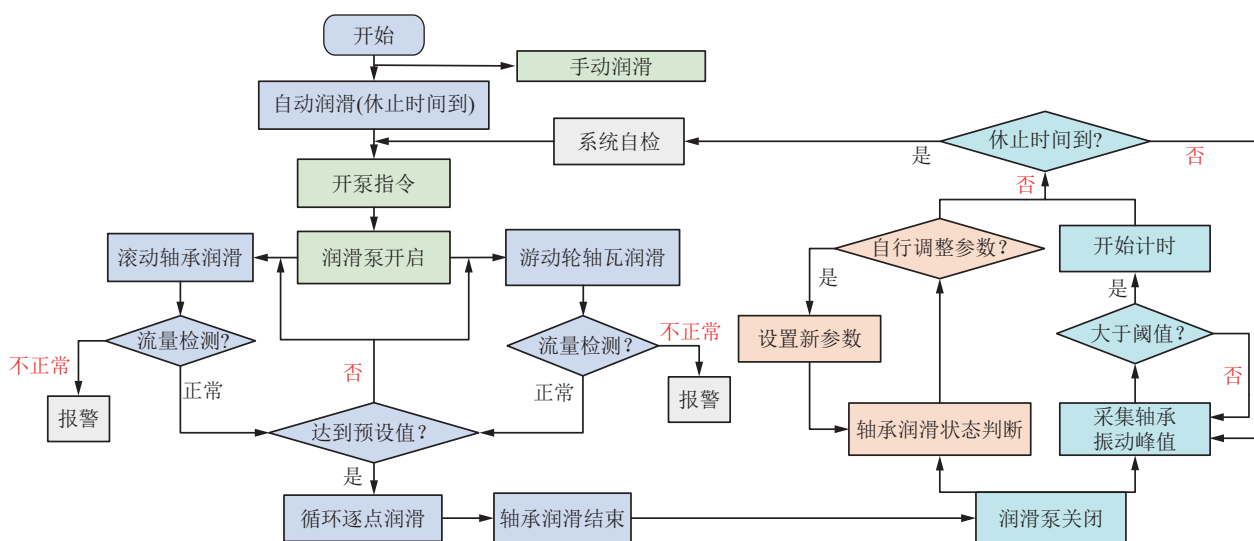 开始
手动润滑
自动润滑(休止时间到)
系统自检
休止时间到?
是
否
否
开泵指令
滚动轴承润滑
润滑泵开启
游动轮轴瓦润滑
自行调整参数?
开始计时
是
是
流量检测?
不正常
正常
报警
否
流量检测?
不正常
正常
报警
设置新参数
大于阈值?
否
达到预设值?
轴承润滑状态判断
采集轴承
振动峰值
是
循环逐点润滑
轴承润滑结束
润滑泵关闭